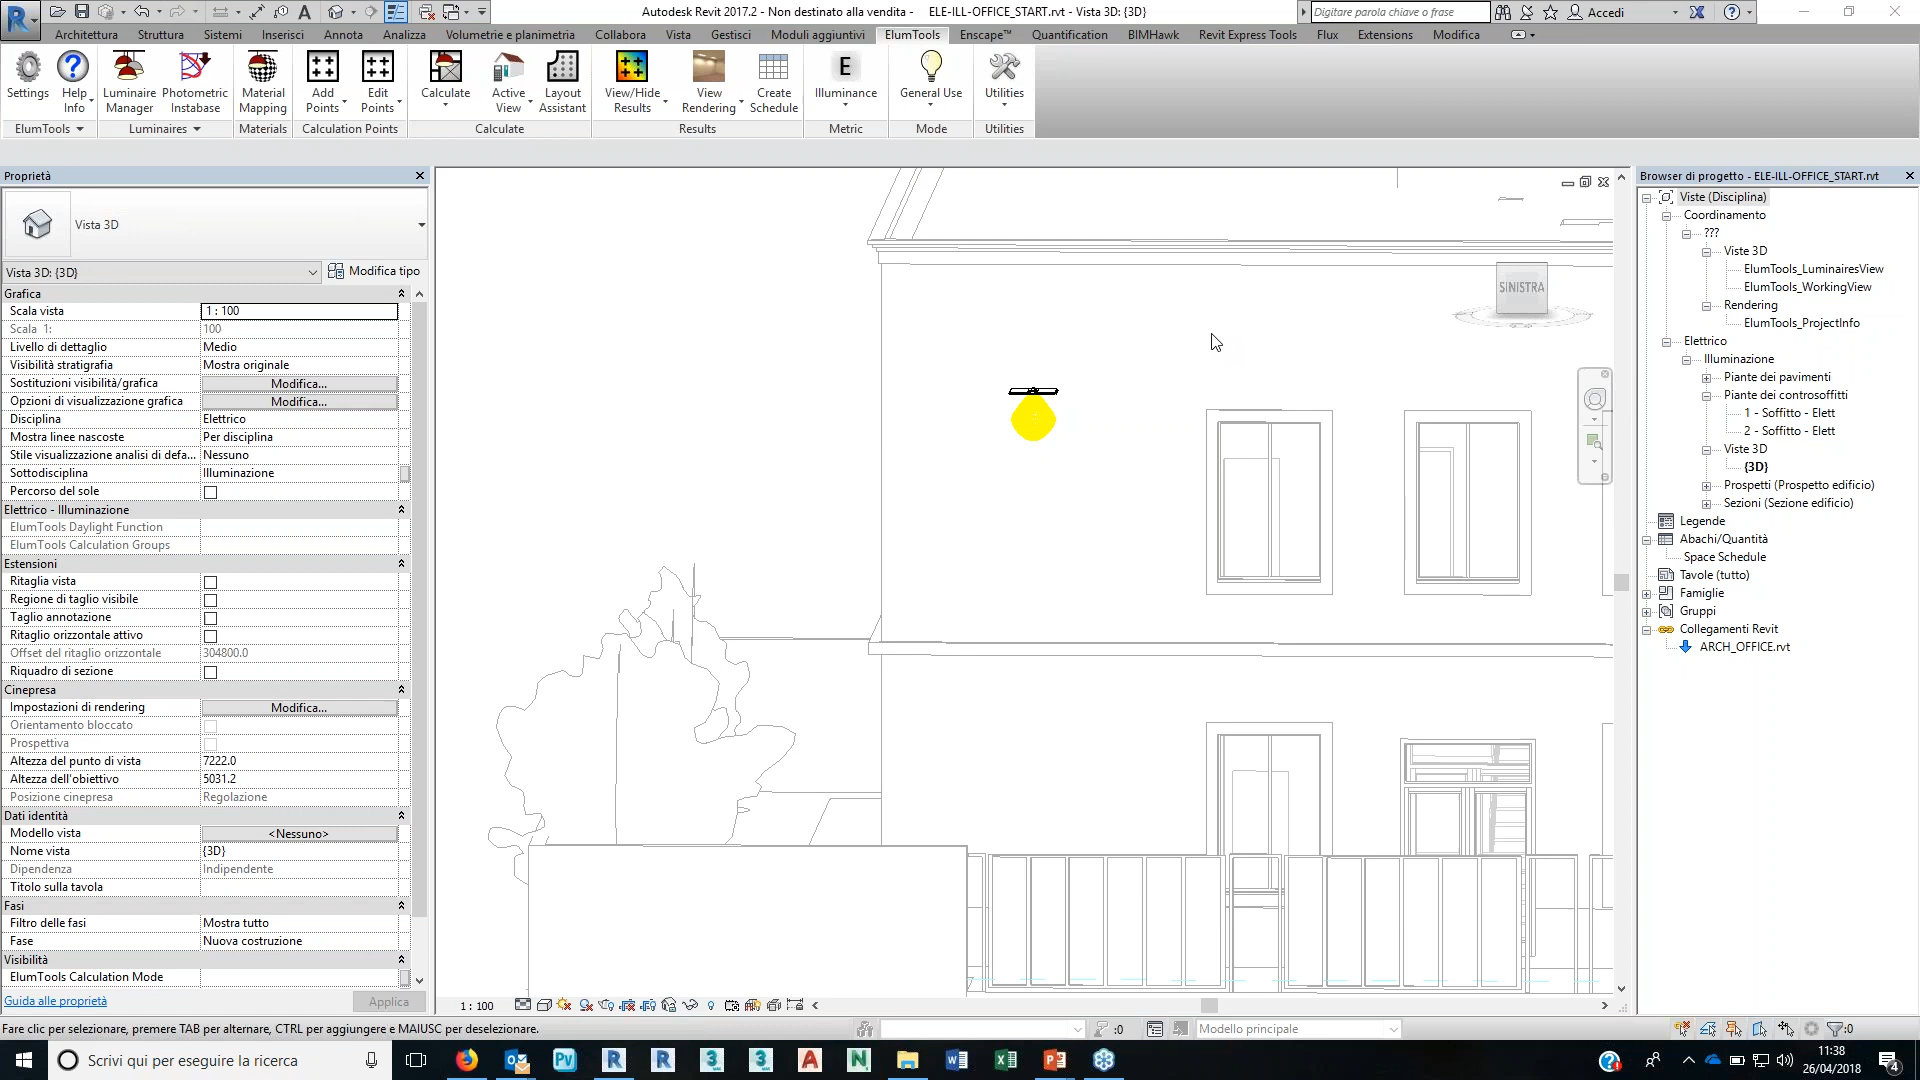 Autodesk Revit 2017.2 - Non destinato alla vendita - ELE-ILL-OFFICE_START.rvt - Vista 3D: {3D}
Digitare parola chiave o frase
Accedi
Architettura Struttura Sistemi Inserisci Annota Analizza Volumetrie e planimetria Collabora Vista Gestisci Moduli aggiuntivi ElumTools Enscape™ Quantification BIMHawk Revit Express Tools Flux Extensions Modifica
Settings
Help Info
Luminaire Manager
Photometric Instabase
Material Mapping
Add Points
Edit Points
Calculate
Active View
Layout Assistant
View/Hide Results
View Rendering
Create Schedule
E
Illuminance
General Use
Utilities
ElumTools Luminaires Materials Calculation Points Calculate Results Metric Mode Utilities
Proprietà
Vista 3D
Vista 3D: {3D}
Modifica tipo
Grafica
Scala vista 1 : 100
Scala 1: 100
Livello di dettaglio Medio
Visibilità stratigrafia Mostra originale
Sostituzioni visibilità/grafica Modifica...
Opzioni di visualizzazione grafica Modifica...
Disciplina Elettrico
Mostra linee nascoste Per disciplina
Stile visualizzazione analisi di defa... Nessuno
Sottodisciplina Illuminazione
Percorso del sole
Elettrico - Illuminazione
ElumTools Daylight Function
ElumTools Calculation Groups
Estensioni
Ritaglia vista
Regione di taglio visibile
Taglio annotazione
Ritaglio orizzontale attivo
Offset del ritaglio orizzontale 304800.0
Riquadro di sezione
Cinepresa
Impostazioni di rendering Modifica...
Orientamento bloccato
Prospettiva
Altezza del punto di vista 7222.0
Altezza dell'obiettivo 5031.2
Posizione cinepresa Regolazione
Dati identità
Modello vista <Nessuno>
Nome vista {3D}
Dipendenza Indipendente
Titolo sulla tavola
Fasi
Filtro delle fasi Mostra tutto
Fase Nuova costruzione
Visibilità
ElumTools Calculation Mode
Guida alle proprietà
Applica
SINISTRA
1 : 100
Browser di progetto - ELE-ILL-OFFICE_START.rvt
Viste (Disciplina)
Coordinamento
???
Viste 3D
ElumTools_LuminairesView
ElumTools_WorkingView
Rendering
ElumTools_ProjectInfo
Elettrico
Illuminazione
Piante dei pavimenti
Piante dei controsoffitti
1 - Soffitto - Elett
2 - Soffitto - Elett
Viste 3D
{3D}
Prospetti (Prospetto edificio)
Sezioni (Sezione edificio)
Legende
Abachi/Quantità
Space Schedule
Tavole (tutto)
Famiglie
Gruppi
Collegamenti Revit
ARCH_OFFICE.rvt
Fare clic per selezionare, premere TAB per alternare, CTRL per aggiungere e MAIUSC per deselezionare.
:0
Modello principale
:0
Scrivi qui per eseguire la ricerca
11:38
26/04/2018
4